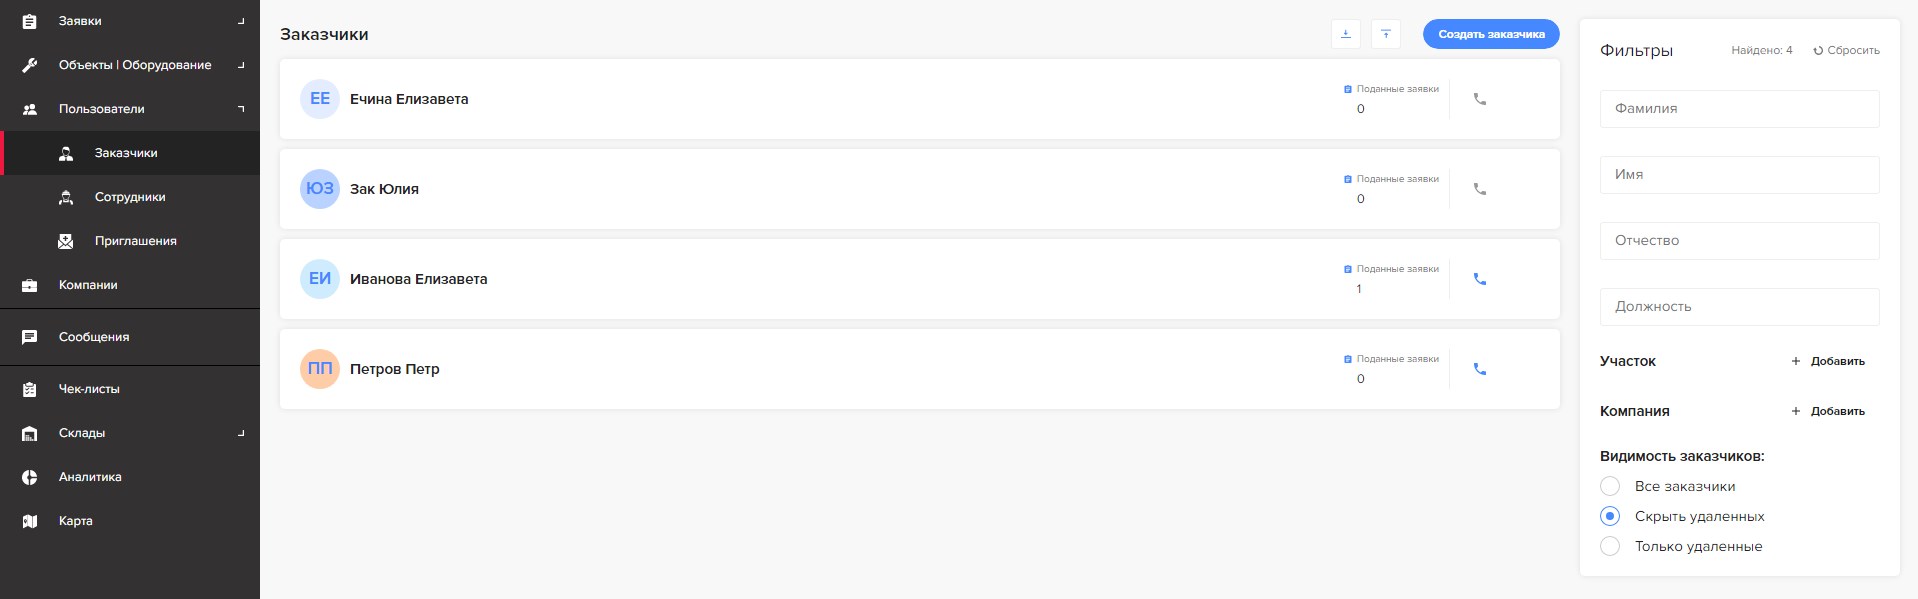 Заявки
Объекты | Оборудование
Пользователи
Заказчики
Сотрудники
Приглашения
Компании
Сообщения
Чек-листы
Склады
Аналитика
Карта
Заказчики
Создать заказчика
ЕЕ Ечина Елизавета
Поданные заявки
0
ЮЗ Зак Юлия
Поданные заявки
0
ЕИ Иванова Елизавета
Поданные заявки
1
ПП Петров Петр
Поданные заявки
0
Фильтры Найдено: 4 Сбросить
Фамилия
Имя
Отчество
Должность
Участок + Добавить
Компания + Добавить
Видимость заказчиков:
Все заказчики
Скрыть удаленных
Только удаленные